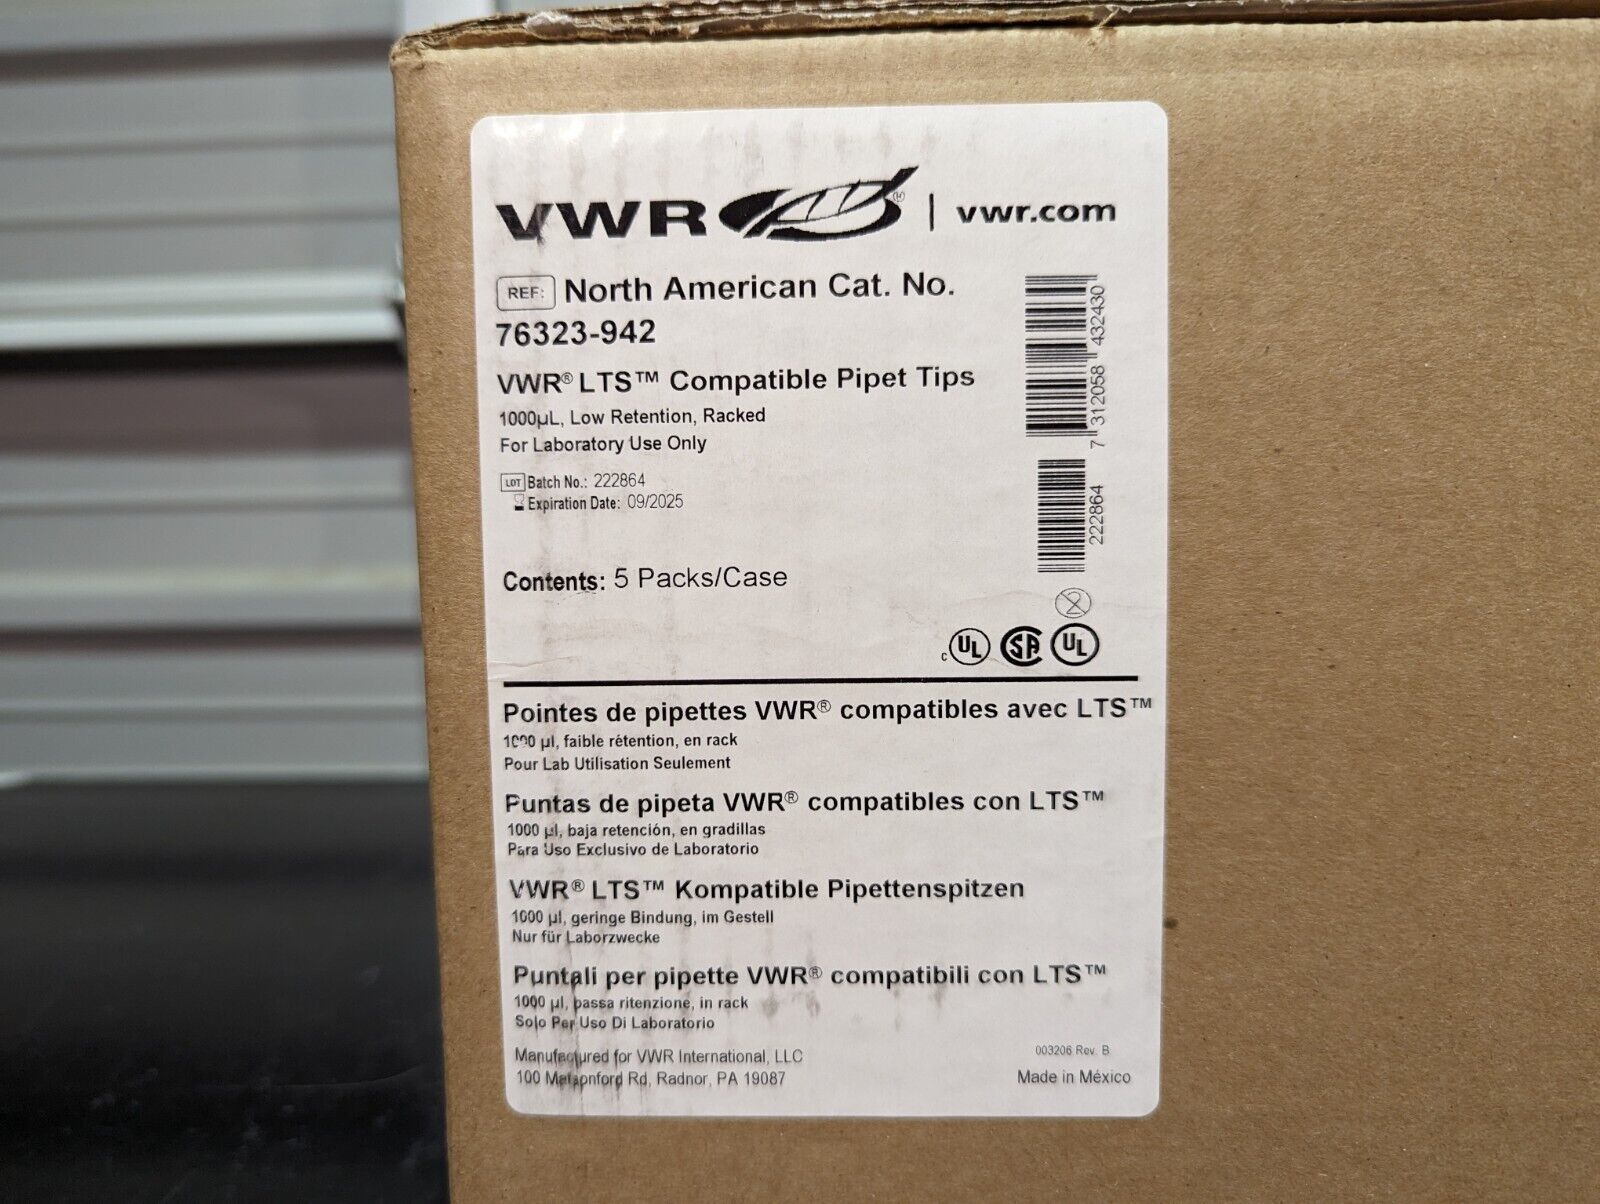 VWR® | vwr.com
REF: North American Cat. No.
76323-942
VWR® LTS™ Compatible Pipet Tips
1000µL, Low Retention, Racked
For Laboratory Use Only
LOT Batch No.: 222864
Expiration Date: 09/2025
7 312058 432430
222864
Contents: 5 Packs/Case
2
c UL SA UL
Pointes de pipettes VWR® compatibles avec LTS™
1000 µl, faible rétention, en rack
Pour Lab Utilisation Seulement
Puntas de pipeta VWR® compatibles con LTS™
1000 µl, baja retención, en gradillas
Para Uso Exclusivo de Laboratorio
VWR® LTS™ Kompatible Pipettenspitzen
1000 µl, geringe Bindung, im Gestell
Nur für Laborzwecke
Puntali per pipette VWR® compatibili con LTS™
1000 µl, bassa ritenzione, in rack
Solo Per Uso Di Laboratorio
Manufactured for VWR International, LLC
100 Matsonford Rd, Radnor, PA 19087
003206 Rev. B
Made in México